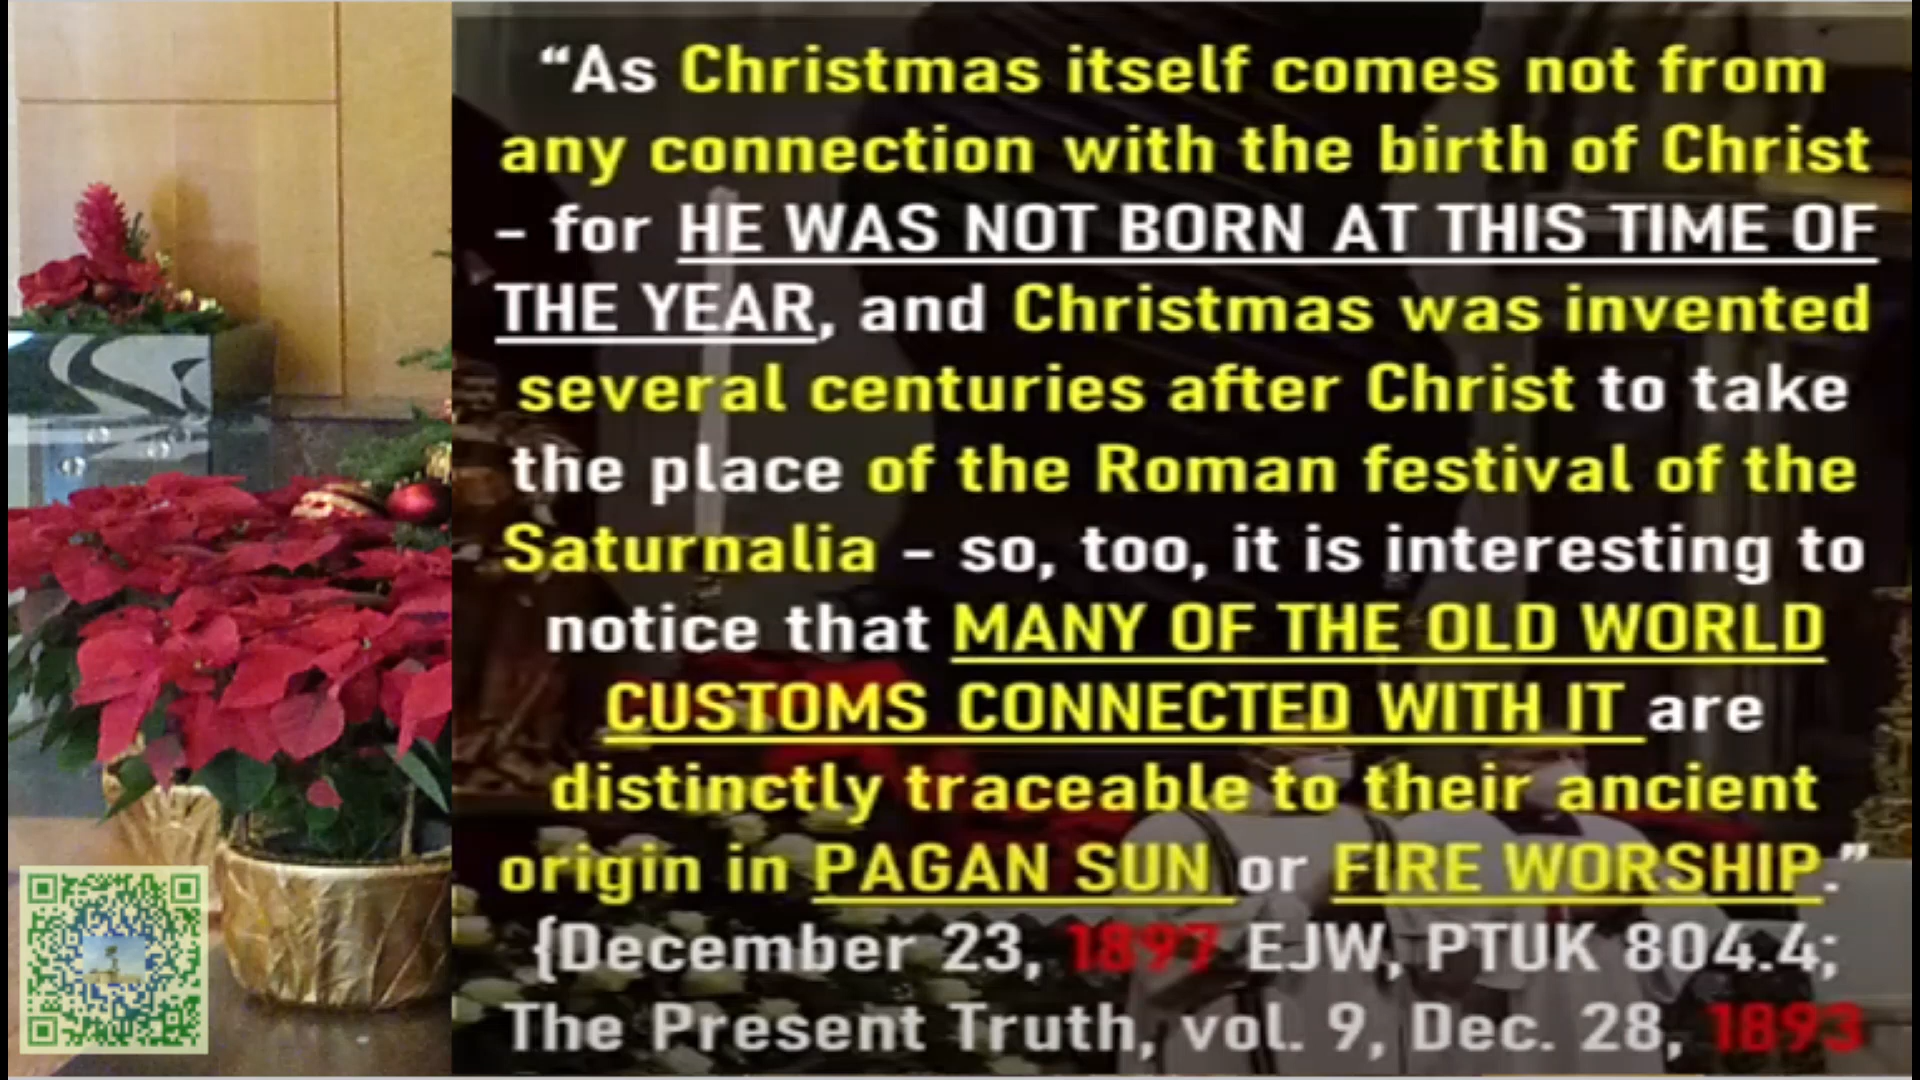 “As Christmas itself comes not from
any connection with the birth of Christ
– for HE WAS NOT BORN AT THIS TIME OF
THE YEAR, and Christmas was invented
several centuries after Christ to take
the place of the Roman festival of the
Saturnalia – so, too, it is interesting to
notice that MANY OF THE OLD WORLD
CUSTOMS CONNECTED WITH IT are
distinctly traceable to their ancient
origin in PAGAN SUN or FIRE WORSHIP.”
{December 23, 1897 EJW, PTUK 804.4;
The Present Truth, vol. 9, Dec. 28, 1893